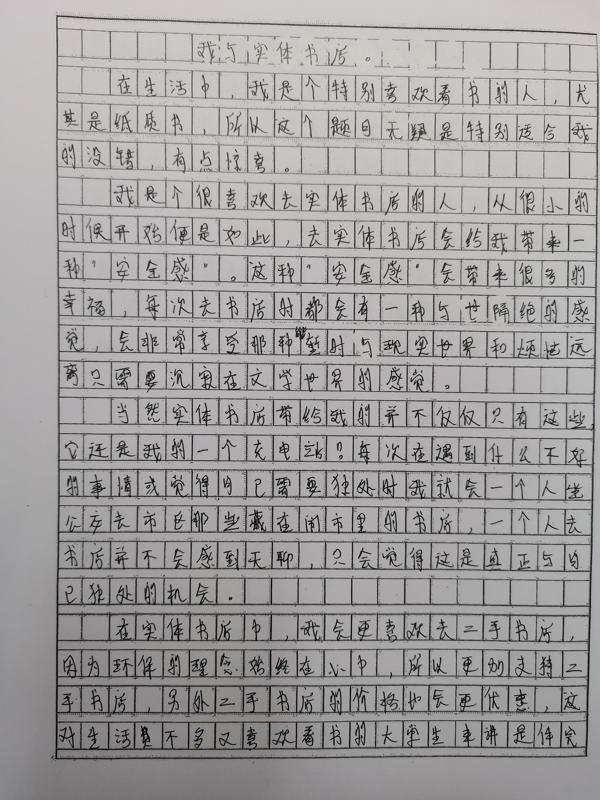 我与实体书店。
在生活中，我是个特别喜欢看书的人，尤
其是纸质书，所以这个题目无疑是特别适合我
的没错，有点惊喜。
我是个很喜欢去实体书店的人，从很小的
时候开始便是如此，去实体书店会给我带来一
种“安全感”。这种“安全感”会带来很多的
幸福，每次去书店时都会有一种与世隔绝的感
觉，会非常享受那种暂时与现实世界和烦恼远
离只需要沉寂在文学世界的感觉。
当然实体书店带给我的并不仅仅只有这些，
它还是我的一个充电站？每次在遇到什么不好
的事情或觉得自己需要独处时我就会一个人坐
公交去市区那些藏在闹市里的书店，一个人去
书店并不会感到无聊，只会觉得这是真正与自
己独处的机会。
在实体书店中，我会更喜欢去二手书店，
因为环保的理念始终在心中，所以更加支持二
手书店，另外二手书店的价格也会更优惠，这
对生活费不多又喜欢看书的大学生来讲是件完